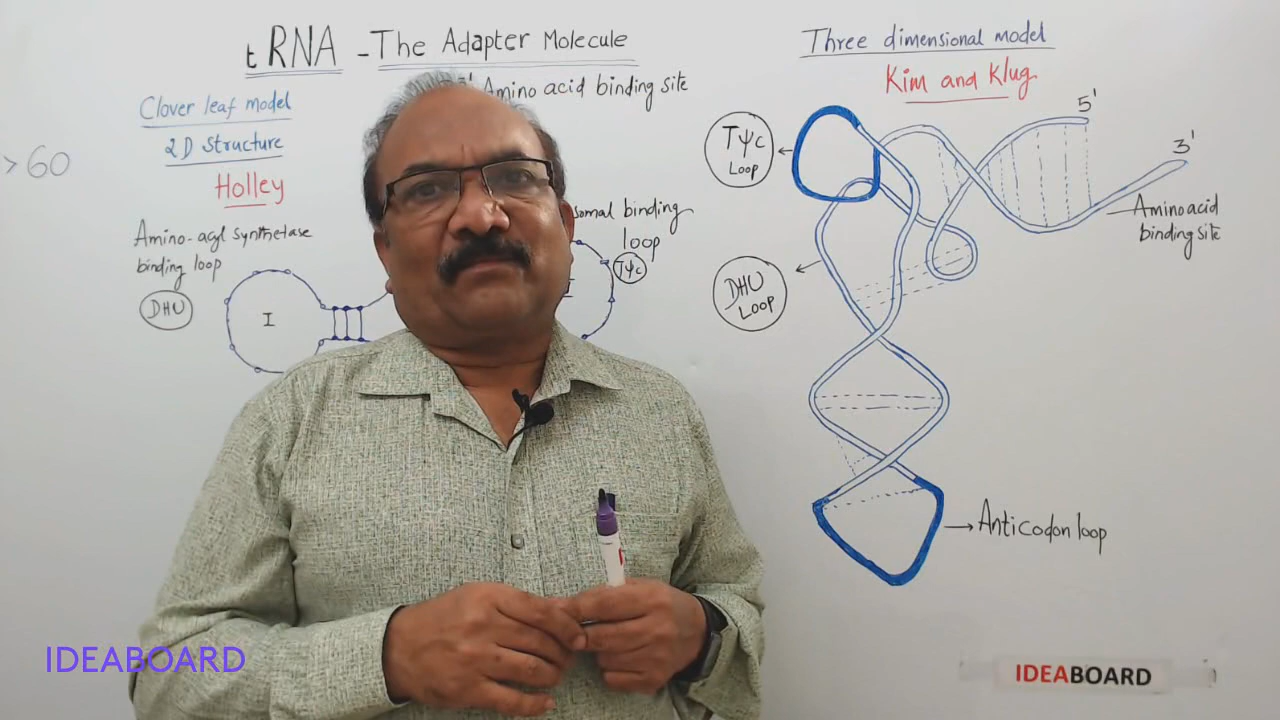 tRNA - The Adapter Molecule
Amino acid binding site
Clover leaf model
2D structure
Holley
> 60
Amino-acyl synthetase
binding loop
DHU
I
binding
loop
TΨC
Three dimensional model
Kim and Klug
5'
3'
TΨC
Loop
Aminoacid
binding site
DHU
Loop
Anticodon loop
IDEABOARD
IDEABOARD